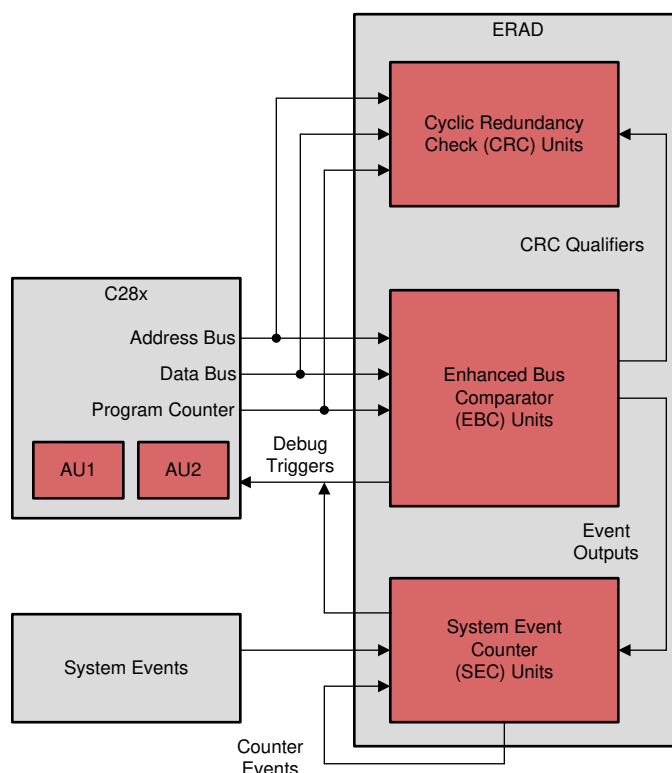 ERAD
Cyclic Redundancy
Check (CRC) Units
CRC Qualifiers
C28x
Address Bus
Data Bus
Program Counter
AU1
AU2
Enhanced Bus
Comparator
(EBC) Units
Debug
Triggers
Event
Outputs
System Events
System Event
Counter
(SEC) Units
Counter
Events